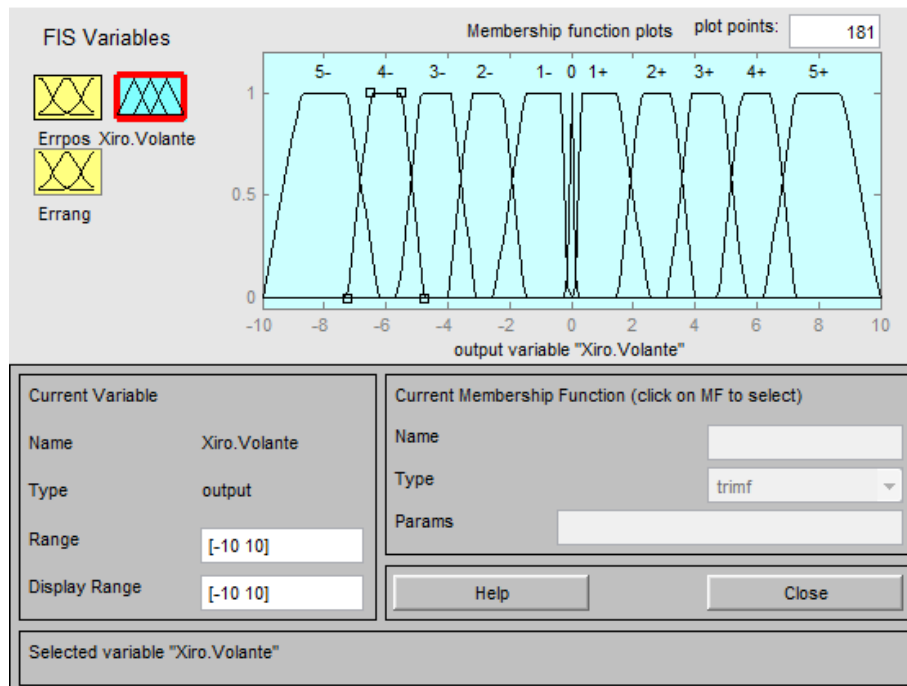 FIS Variables
Errpos Xiro.Volante
Errang
Membership function plots plot points: 181
5- 4- 3- 2- 1- 0 1+ 2+ 3+ 4+ 5+
1
0.5
0
-10 -8 -6 -4 -2 0 2 4 6 8 10
output variable "Xiro.Volante"
Current Variable
Name Xiro.Volante
Type output
Range [-10 10]
Display Range [-10 10]
Current Membership Function (click on MF to select)
Name
Type trimf
Params
Help Close
Selected variable "Xiro.Volante"